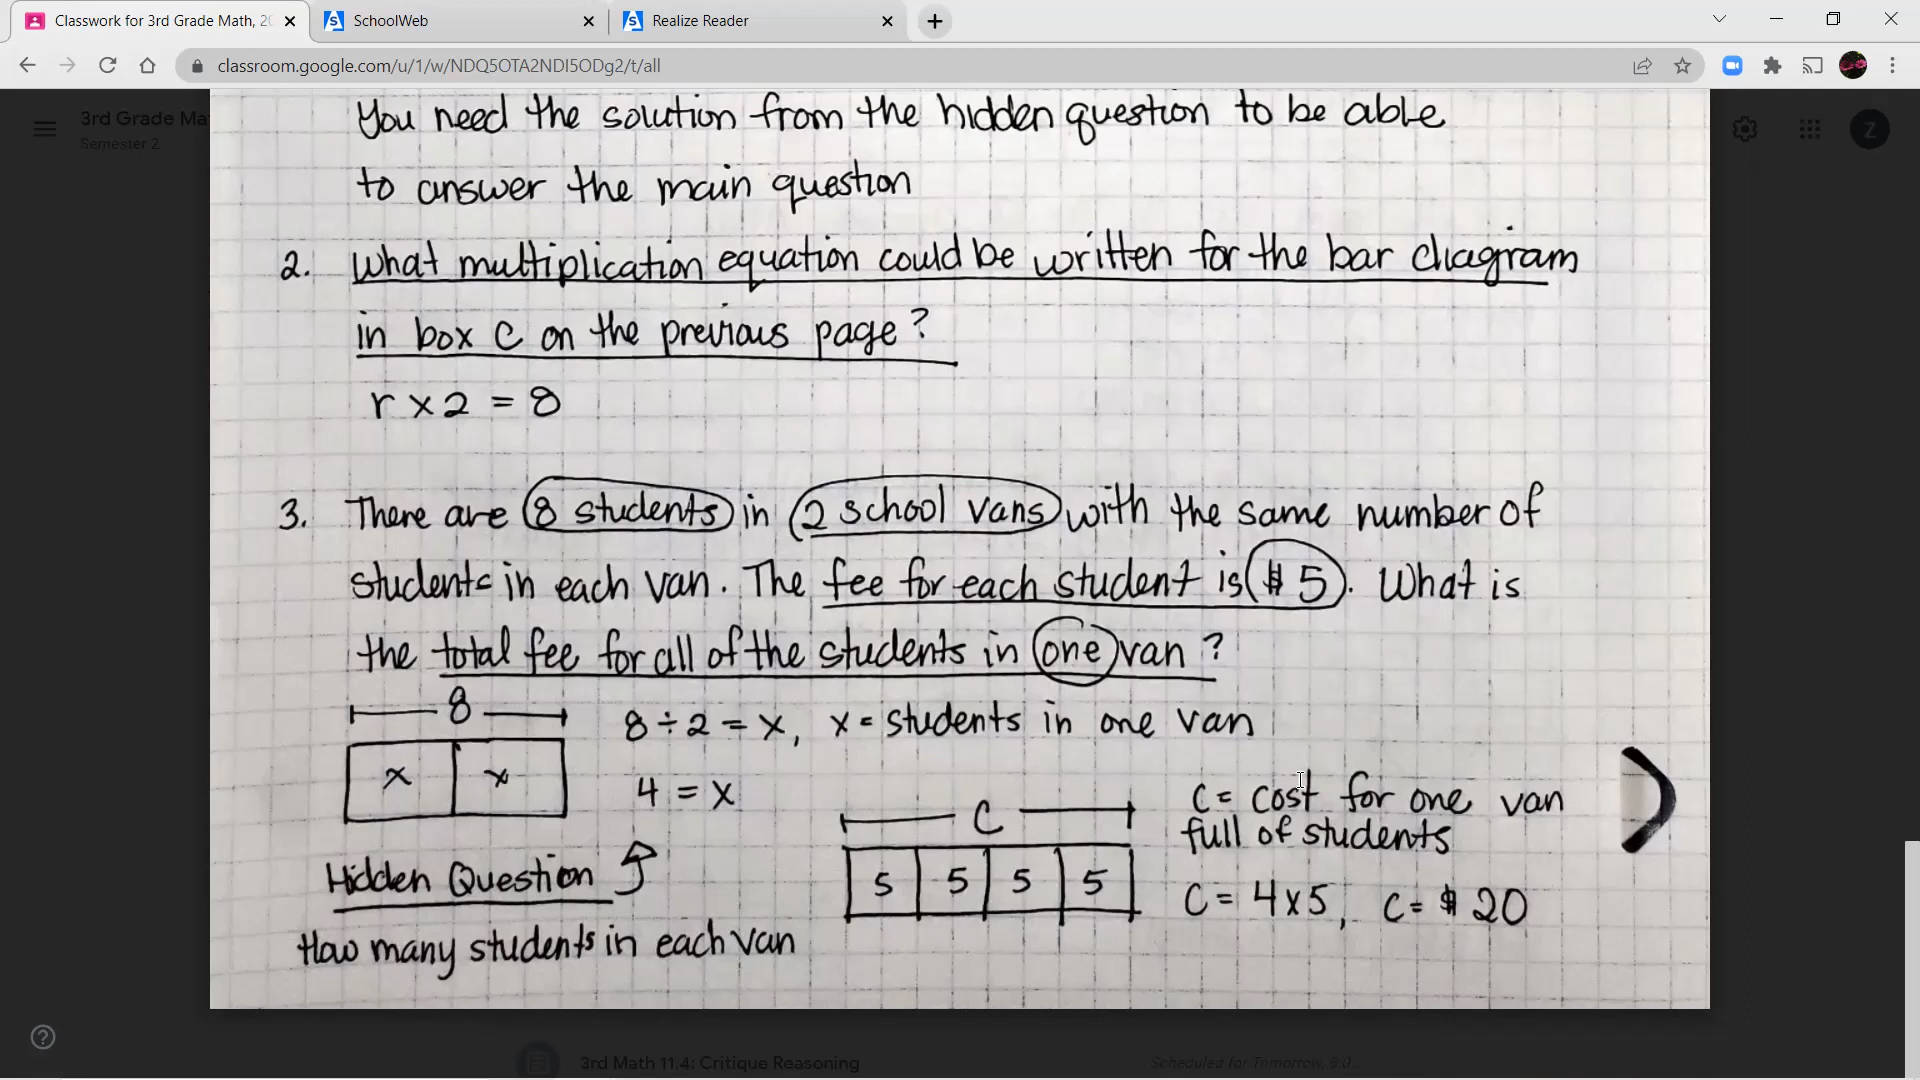 Classwork for 3rd Grade Math, 20
SchoolWeb
Realize Reader
classroom.google.com/u/1/w/NDQ5OTA2NDI5ODg2/t/all
3rd Grade Ma
Semester 2
Z
You need the solution from the hidden question to be able
to answer the main question
2. What multiplication equation could be written for the bar diagram
in box C on the previous page?
r x 2 = 8
3. There are 8 students in 2 school vans with the same number of
students in each van. The fee for each student is $5. What is
the total fee for all of the students in one van?
8
8 ÷ 2 = x, x = students in one van
x x
4 = x
C
C = Cost for one van
full of students
Hidden Question
5 5 5 5
C = 4x5, C = $ 20
How many students in each van
3rd Math 11.4: Critique Reasoning
Scheduled for Tomorrow, 9:0...